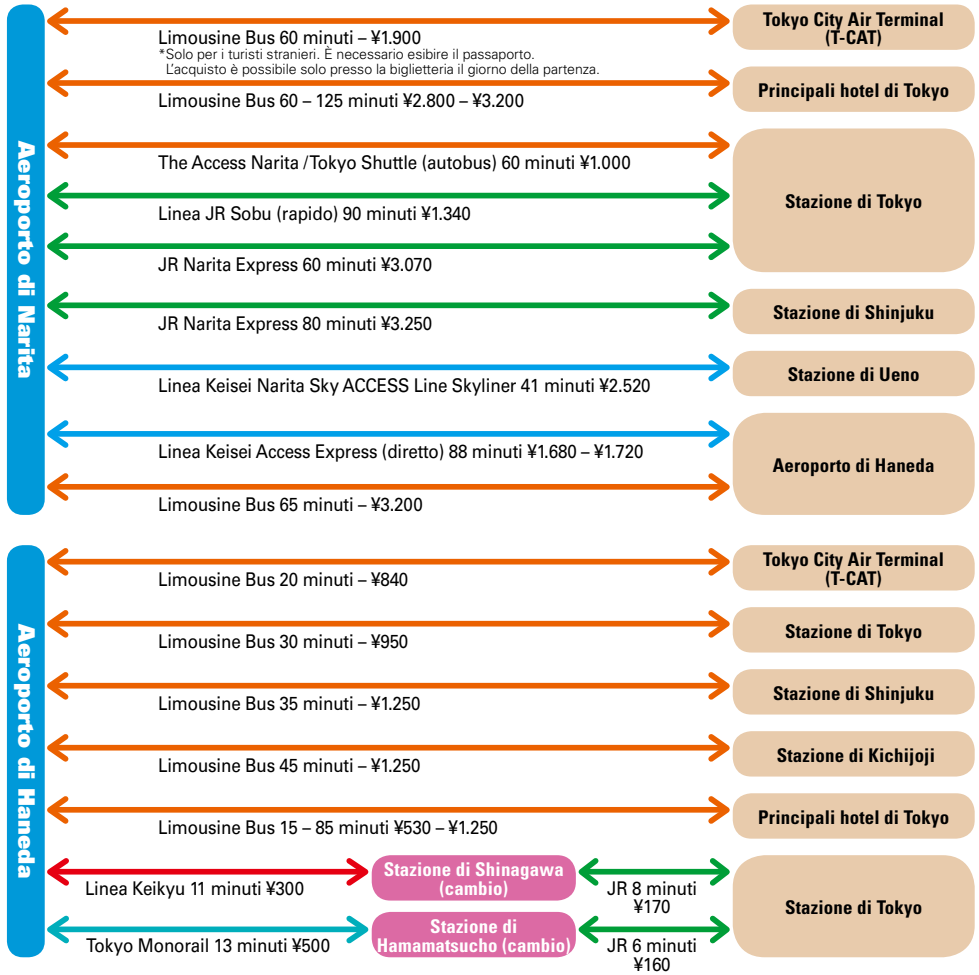 Aeroporto di Narita
Limousine Bus 60 minuti – ¥1.900
*Solo per i turisti stranieri. È necessario esibire il passaporto.
L'acquisto è possibile solo presso la biglietteria il giorno della partenza.
Tokyo City Air Terminal
(T-CAT)
Limousine Bus 60 – 125 minuti ¥2.800 – ¥3.200
Principali hotel di Tokyo
The Access Narita /Tokyo Shuttle (autobus) 60 minuti ¥1.000
Linea JR Sobu (rapido) 90 minuti ¥1.340
JR Narita Express 60 minuti ¥3.070
Stazione di Tokyo
JR Narita Express 80 minuti ¥3.250
Stazione di Shinjuku
Linea Keisei Narita Sky ACCESS Line Skyliner 41 minuti ¥2.520
Stazione di Ueno
Linea Keisei Access Express (diretto) 88 minuti ¥1.680 – ¥1.720
Limousine Bus 65 minuti – ¥3.200
Aeroporto di Haneda
Aeroporto di Haneda
Limousine Bus 20 minuti – ¥840
Tokyo City Air Terminal
(T-CAT)
Limousine Bus 30 minuti – ¥950
Stazione di Tokyo
Limousine Bus 35 minuti – ¥1.250
Stazione di Shinjuku
Limousine Bus 45 minuti – ¥1.250
Stazione di Kichijoji
Limousine Bus 15 – 85 minuti ¥530 – ¥1.250
Principali hotel di Tokyo
Linea Keikyu 11 minuti ¥300
Stazione di Shinagawa
(cambio)
JR 8 minuti
¥170
Tokyo Monorail 13 minuti ¥500
Stazione di
Hamamatsucho (cambio)
JR 6 minuti
¥160
Stazione di Tokyo